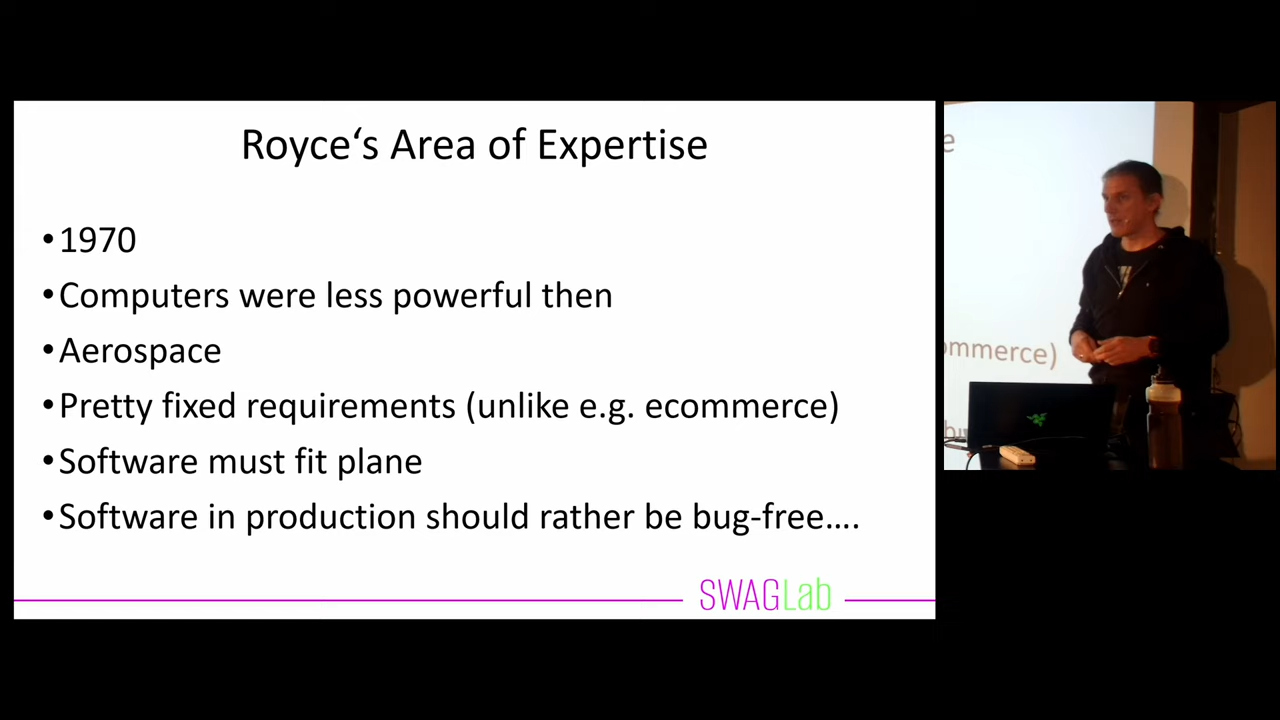 Royce‘s Area of Expertise
•1970
•Computers were less powerful then
•Aerospace
•Pretty fixed requirements (unlike e.g. ecommerce)
•Software must fit plane
•Software in production should rather be bug-free....
SWAGLab
ommerce)